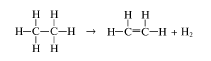 H H H H
H–C–C–H → H–C=C–H + H₂
H H